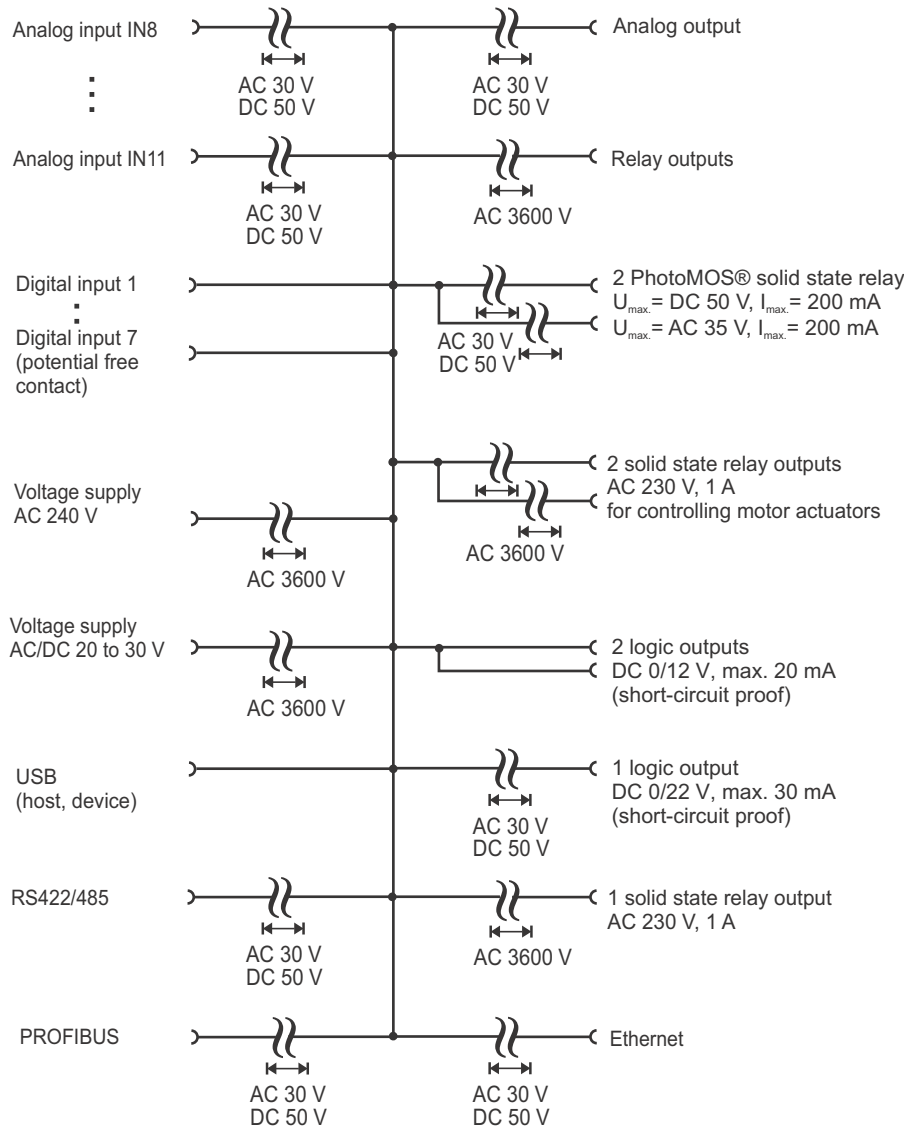 Analog input IN8
AC 30 V
DC 50 V
Analog output
AC 30 V
DC 50 V
Analog input IN11
AC 30 V
DC 50 V
Relay outputs
AC 3600 V
Digital input 1
Digital input 7
(potential free
contact)
2 PhotoMOS® solid state relay
Umax.= DC 50 V, Imax.= 200 mA
Umax.= AC 35 V, Imax.= 200 mA
AC 30 V
DC 50 V
2 solid state relay outputs
AC 230 V, 1 A
for controlling motor actuators
AC 3600 V
Voltage supply
AC 240 V
AC 3600 V
Voltage supply
AC/DC 20 to 30 V
AC 3600 V
2 logic outputs
DC 0/12 V, max. 20 mA
(short-circuit proof)
USB
(host, device)
1 logic output
DC 0/22 V, max. 30 mA
(short-circuit proof)
AC 30 V
DC 50 V
RS422/485
AC 30 V
DC 50 V
1 solid state relay output
AC 230 V, 1 A
AC 3600 V
PROFIBUS
AC 30 V
DC 50 V
Ethernet
AC 30 V
DC 50 V